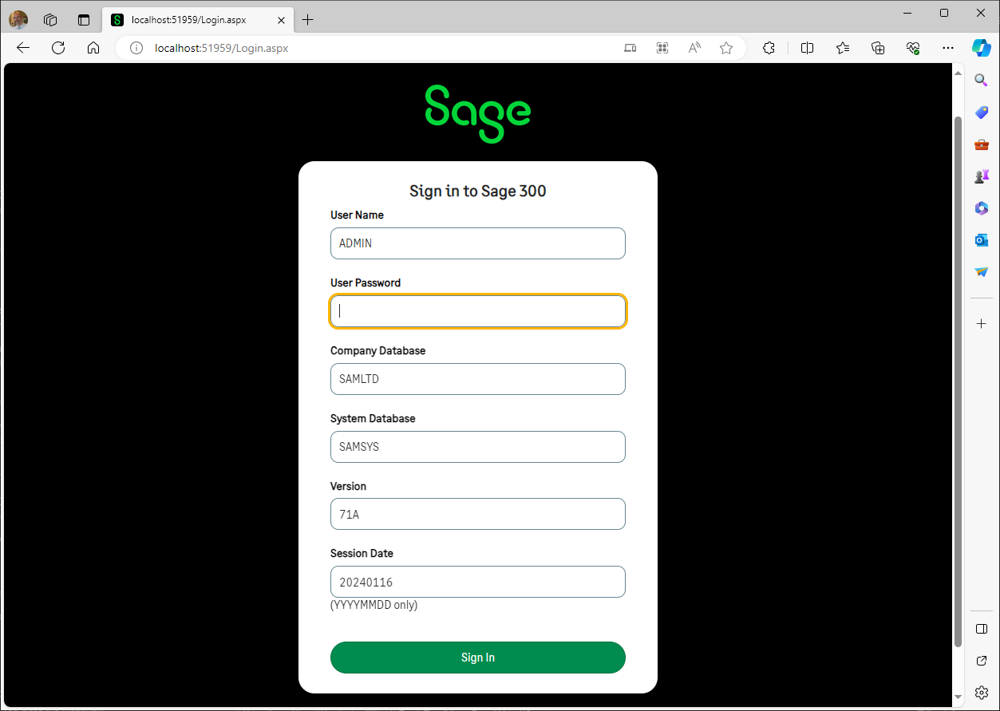 localhost:51959/Login.aspx
localhost:51959/Login.aspx
Sage
Sign in to Sage 300
User Name
ADMIN
User Password
Company Database
SAMLTD
System Database
SAMSYS
Version
71A
Session Date
20240116
(YYYYMMDD only)
Sign In